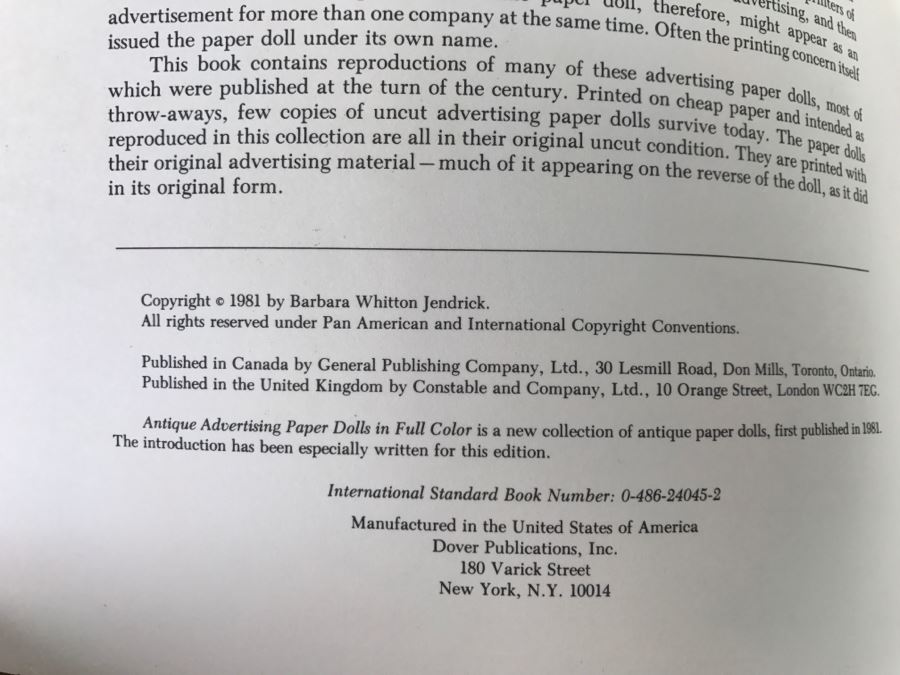 printers of
paper doll, therefore, might appear as an
advertising, and then
advertisement for more than one company at the same time. Often the printing concern itself
issued the paper doll under its own name.
This book contains reproductions of many of these advertising paper dolls, most of
which were published at the turn of the century. Printed on cheap paper and intended as
throw-aways, few copies of uncut advertising paper dolls survive today. The paper dolls
reproduced in this collection are all in their original uncut condition. They are printed with
their original advertising material—much of it appearing on the reverse of the doll, as it did
in its original form.
Copyright © 1981 by Barbara Whitton Jendrick.
All rights reserved under Pan American and International Copyright Conventions.
Published in Canada by General Publishing Company, Ltd., 30 Lesmill Road, Don Mills, Toronto, Ontario.
Published in the United Kingdom by Constable and Company, Ltd., 10 Orange Street, London WC2H 7EG.
Antique Advertising Paper Dolls in Full Color is a new collection of antique paper dolls, first published in 1981.
The introduction has been especially written for this edition.
International Standard Book Number: 0-486-24045-2
Manufactured in the United States of America
Dover Publications, Inc.
180 Varick Street
New York, N.Y. 10014